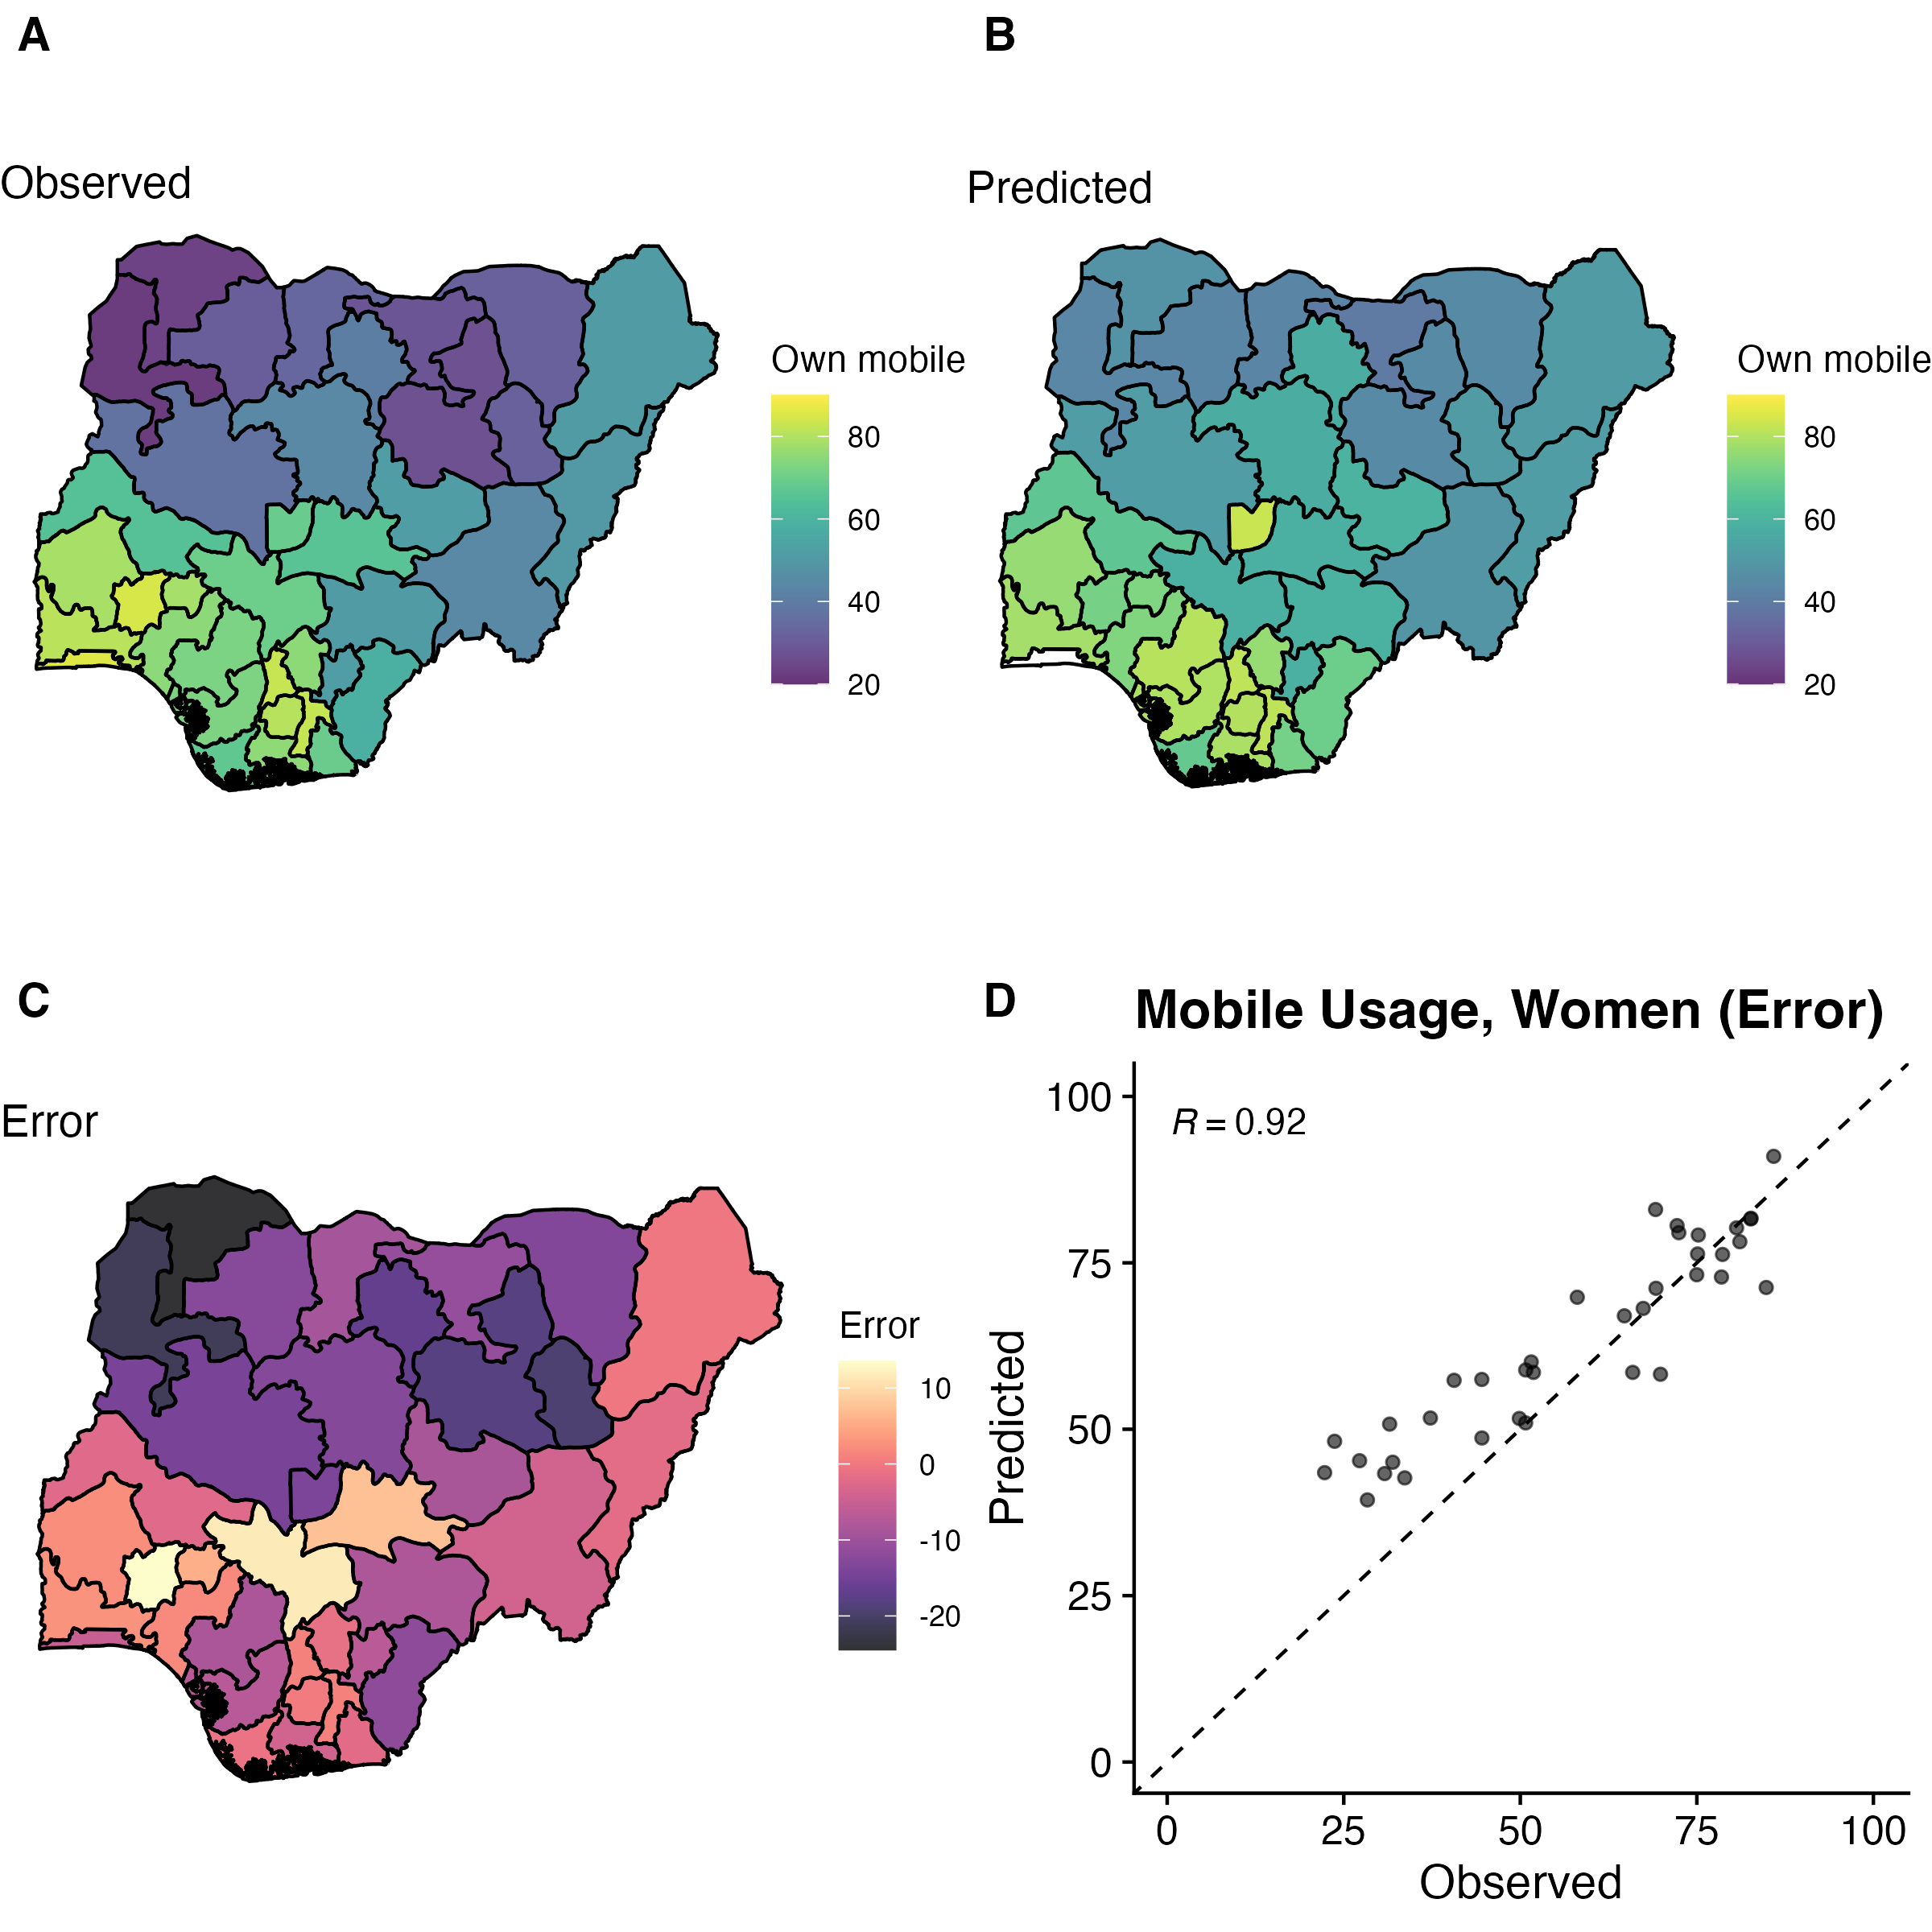 A
B
Observed
Predicted
Own mobile
80
60
40
20
Own mobile
80
60
40
20
C
D
Mobile Usage, Women (Error)
Error
Error
10
0
-10
-20
R = 0.92
100
75
50
25
0
Predicted
0 25 50 75 100
Observed